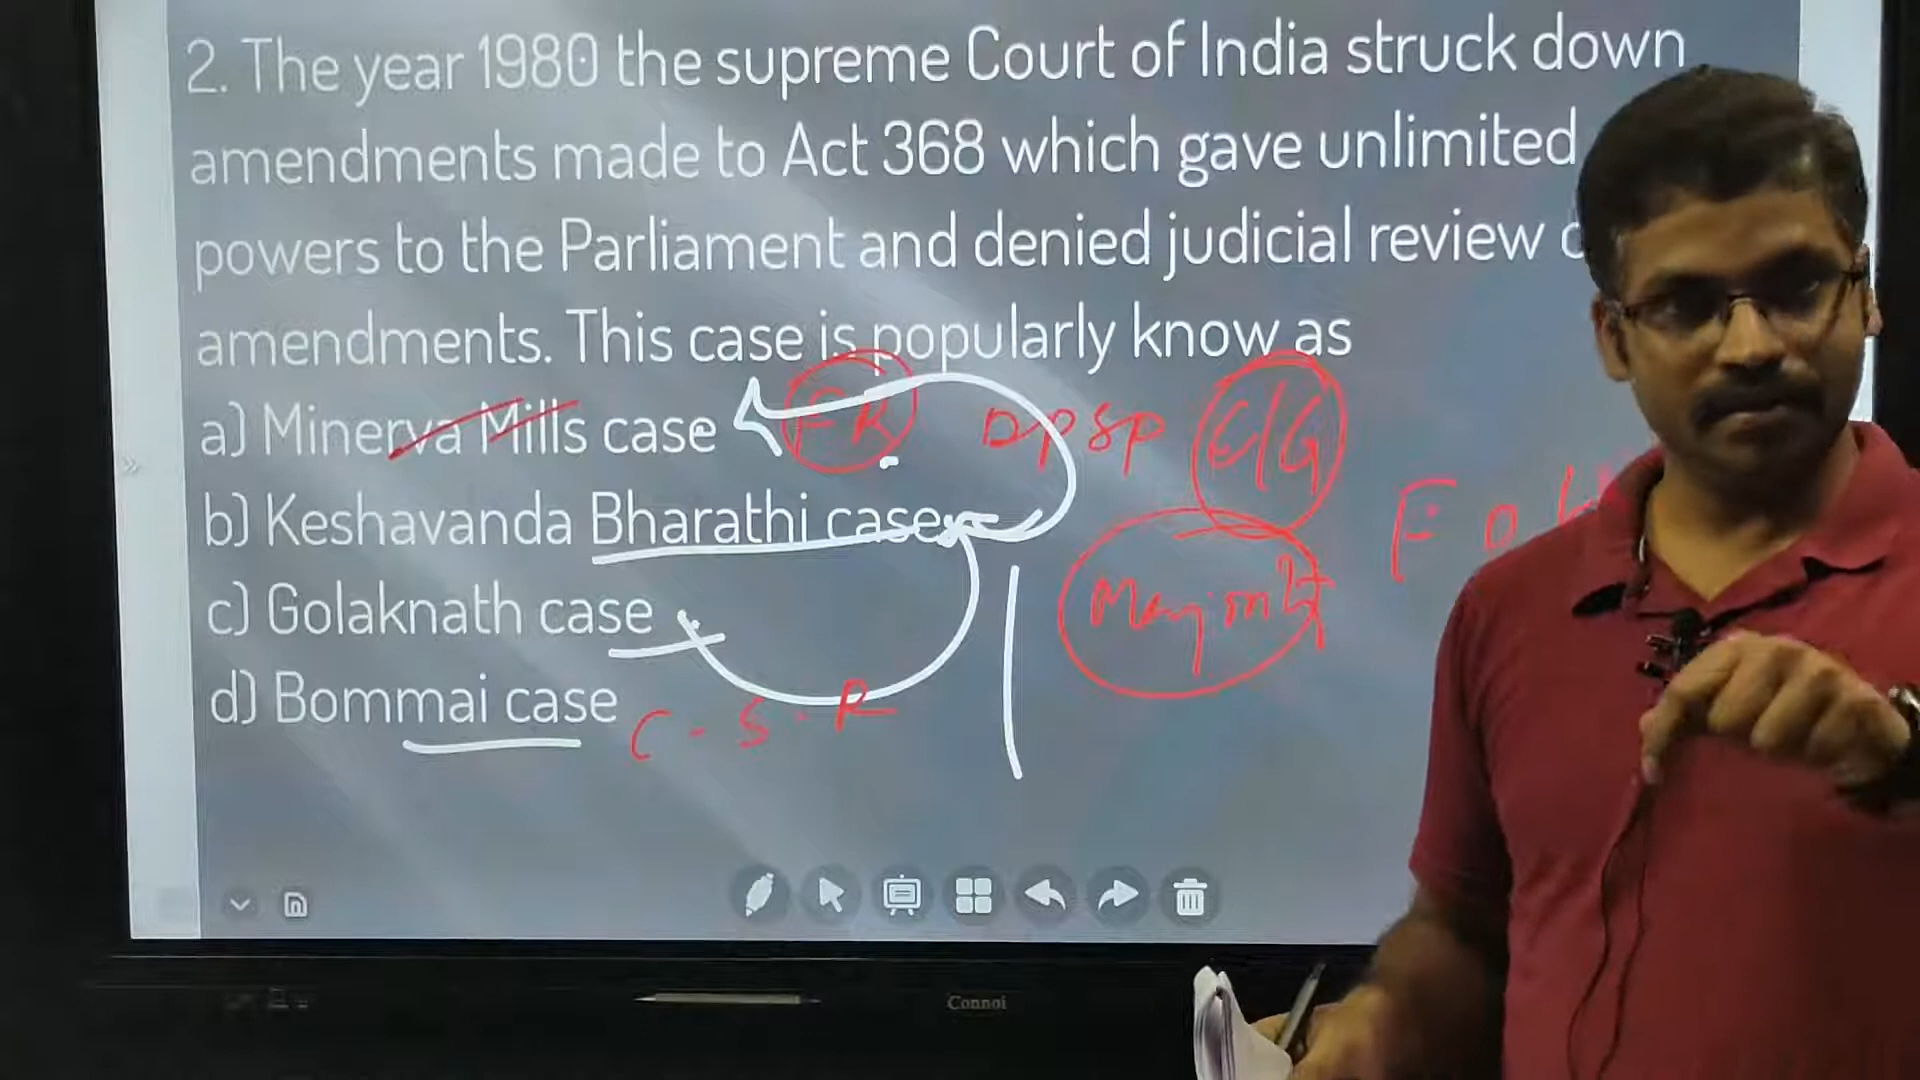 2. The year 1980 the supreme Court of India struck down
amendments made to Act 368 which gave unlimited
powers to the Parliament and denied judicial review
amendments. This case is popularly know as
a) Minerva Mills case FR DPSP
b) Keshavanda Bharathi case
c) Golaknath case
d) Bommai case C-S-R
Connoi